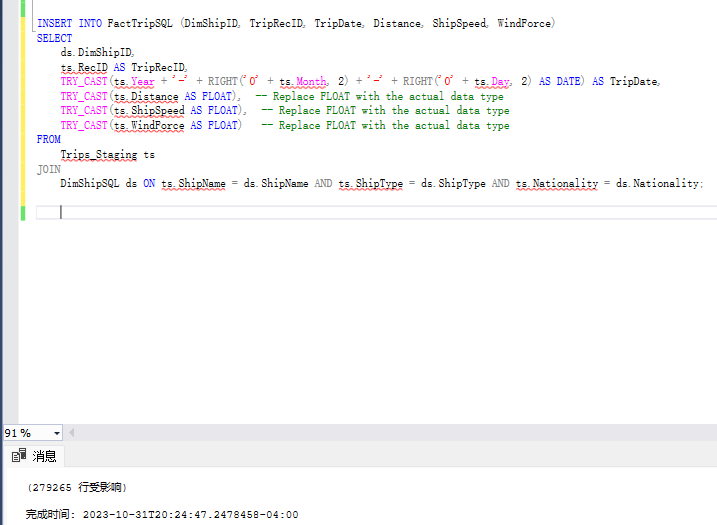 INSERT INTO FactTripSQL (DimShipID, TripRecID, TripDate, Distance, ShipSpeed, WindForce)
SELECT
ds.DimShipID,
ts.RecID AS TripRecID,
TRY_CAST(ts.Year + '-' + RIGHT('0' + ts.Month, 2) + '-' + RIGHT('0' + ts.Day, 2) AS DATE) AS TripDate,
TRY_CAST(ts.Distance AS FLOAT), -- Replace FLOAT with the actual data type
TRY_CAST(ts.ShipSpeed AS FLOAT), -- Replace FLOAT with the actual data type
TRY_CAST(ts.WindForce AS FLOAT) -- Replace FLOAT with the actual data type
FROM
Trips_Staging ts
JOIN
DimShipSQL ds ON ts.ShipName = ds.ShipName AND ts.ShipType = ds.ShipType AND ts.Nationality = ds.Nationality;
91 %
消息
(279265 行受影响)
完成时间: 2023-10-31T20:24:47.2478458-04:00